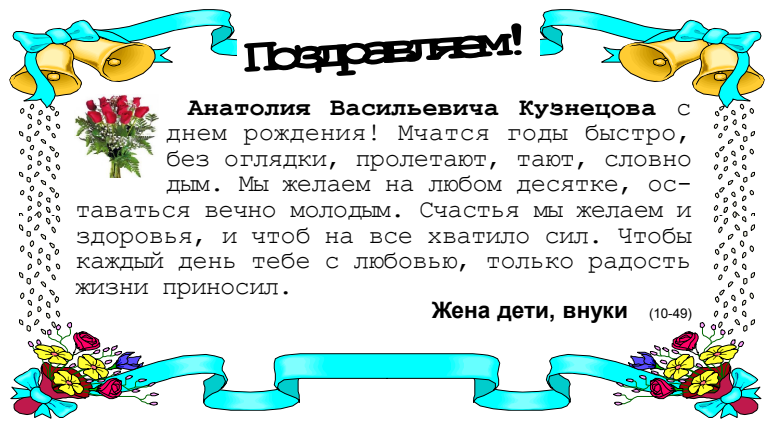 Поздравляем!
Анатолия Васильевича Кузнецова с
днем рождения! Мчатся годы быстро,
без оглядки, пролетают, тают, словно
дым. Мы желаем на любом десятке, ос-
таваться вечно молодым. Счастья мы желаем и
здоровья, и чтоб на все хватило сил. Чтобы
каждый день тебе с любовью, только радость
жизни приносил.
Жена дети, внуки (10-49)